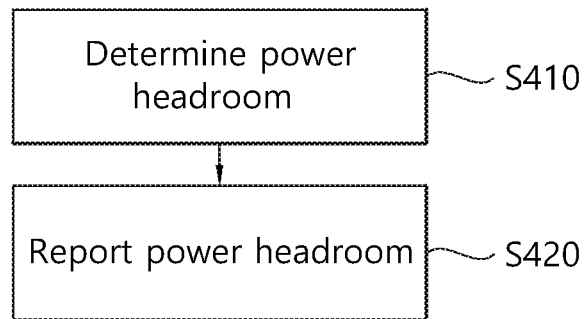 Determine power
headroom
S410
Report power headroom
S420